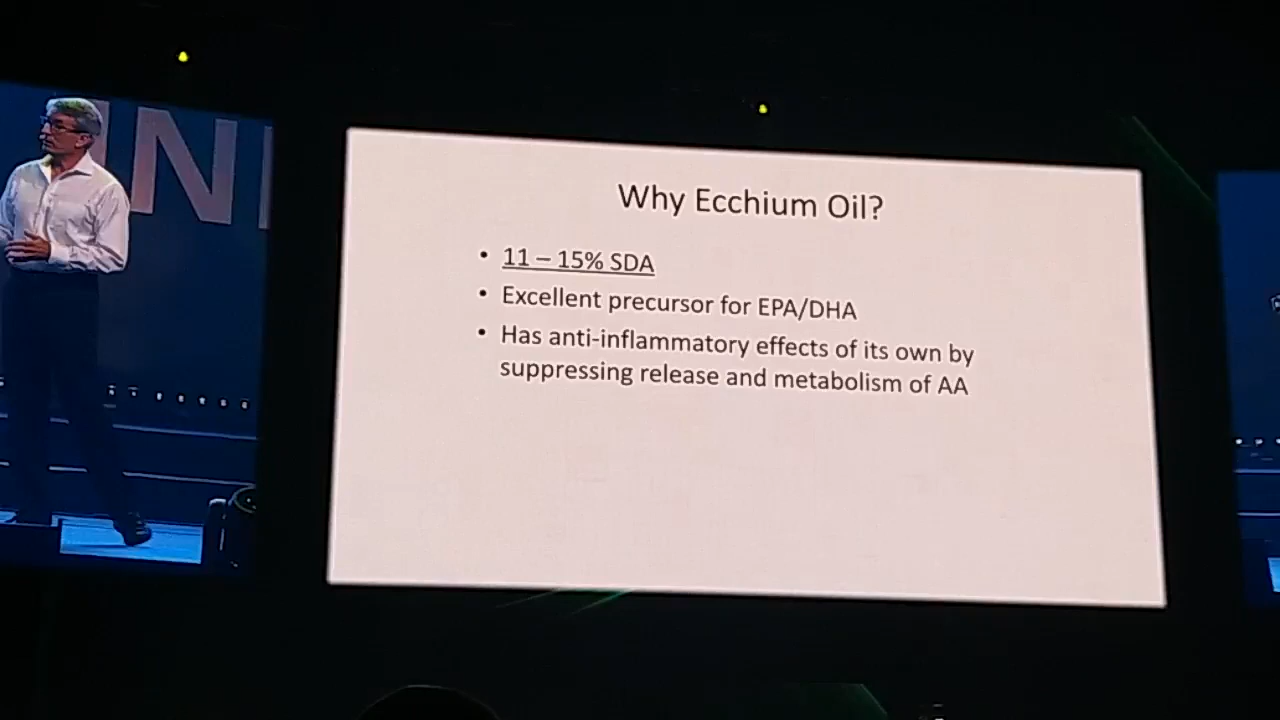 IN
Why Ecchium Oil?
• 11 – 15% SDA
• Excellent precursor for EPA/DHA
• Has anti-inflammatory effects of its own by
suppressing release and metabolism of AA